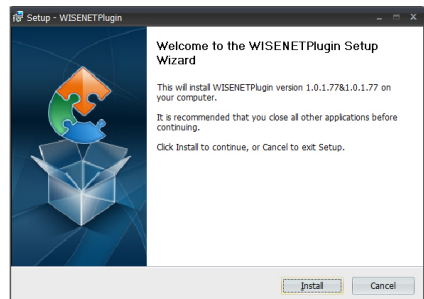 Setup - WISENETPlugin
Welcome to the WISENETPlugin Setup
Wizard
This will install WISENETPlugin version 1.0.1.77&1.0.1.77 on
your computer.
It is recommended that you close all other applications before
continuing.
Click Install to continue, or Cancel to exit Setup.
Install
Cancel